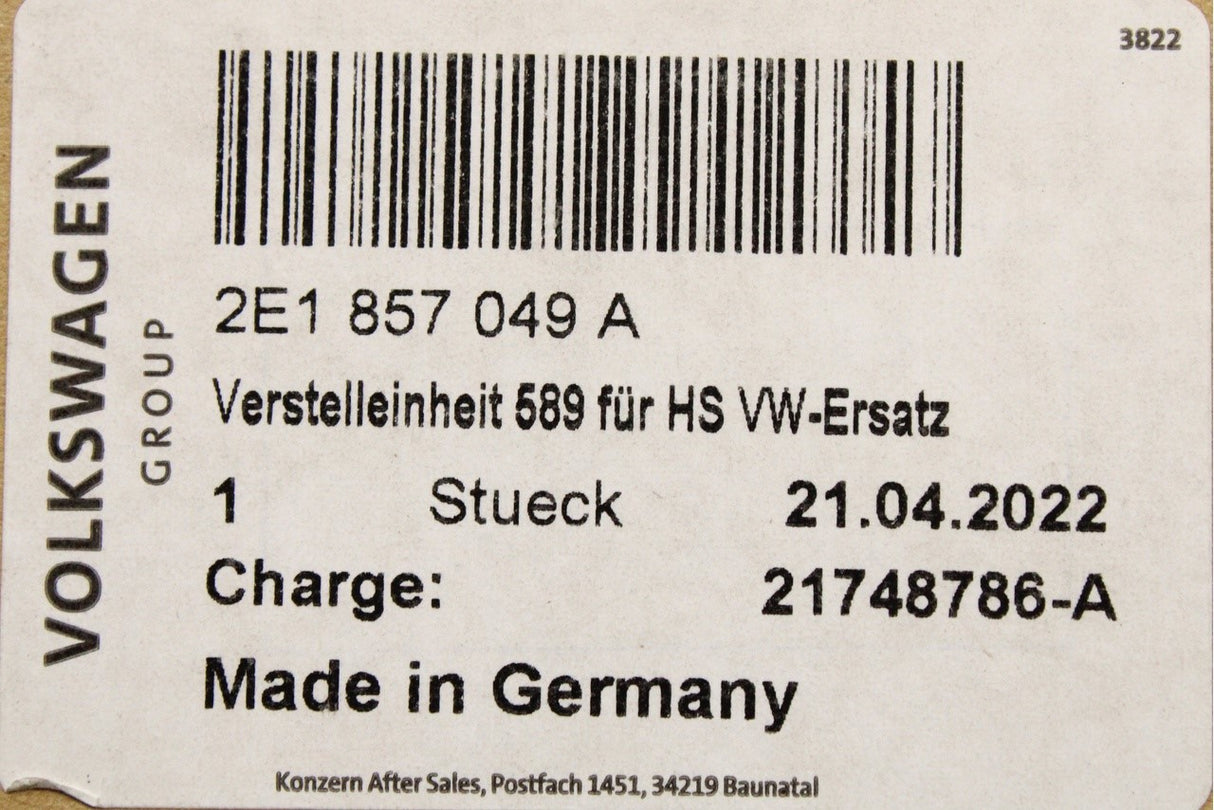 3822
VOLKSWAGEN
GROUP
2E1 857 049 A
Verstelleinheit 589 für HS VW-Ersatz
1 Stueck 21.04.2022
Charge: 21748786-A
Made in Germany
Konzern After Sales, Postfach 1451, 34219 Baunatal